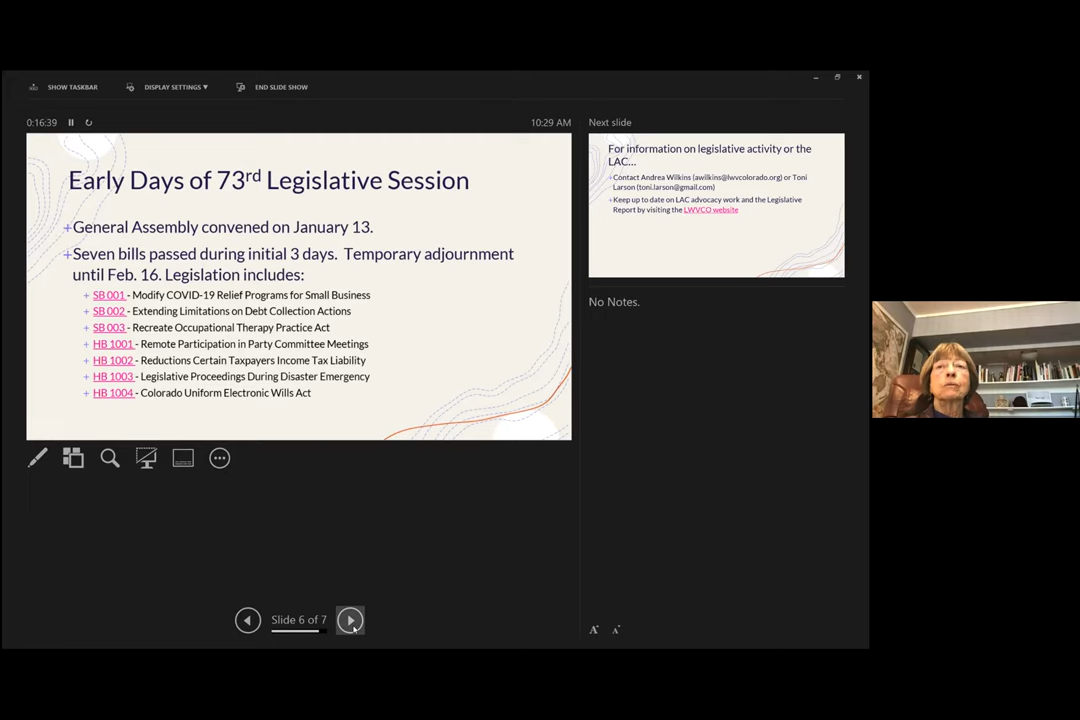 SHOW TASKBAR
DISPLAY SETTINGS ▾
END SLIDE SHOW
0:16:39
10:29 AM
Early Days of 73rd Legislative Session
+General Assembly convened on January 13.
+Seven bills passed during initial 3 days. Temporary adjournment
until Feb. 16. Legislation includes:
+ SB 001 - Modify COVID-19 Relief Programs for Small Business
+ SB 002 - Extending Limitations on Debt Collection Actions
+ SB 003 - Recreate Occupational Therapy Practice Act
+ HB 1001 - Remote Participation in Party Committee Meetings
+ HB 1002 - Reductions Certain Taxpayers Income Tax Liability
+ HB 1003 - Legislative Proceedings During Disaster Emergency
+ HB 1004 - Colorado Uniform Electronic Wills Act
Slide 6 of 7
Next slide
For information on legislative activity or the
LAC...
+Contact Andrea Wilkins (awilkins@lwvcolorado.org) or Toni
Larson (toni.larson@gmail.com)
+Keep up to date on LAC advocacy work and the Legislative
Report by visiting the LWVCO website
No Notes.
A A